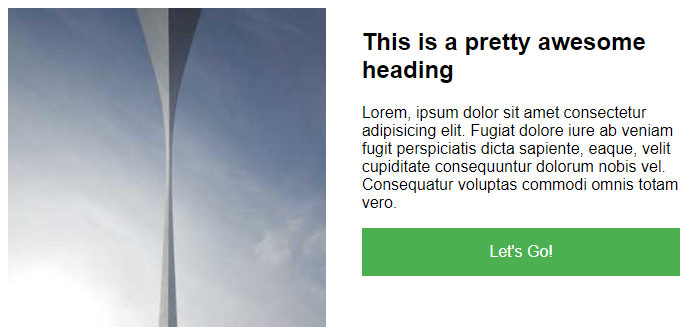 This is a pretty awesome
heading
Lorem, ipsum dolor sit amet consectetur
adipisicing elit. Fugiat dolore iure ab veniam
fugit perspiciatis dicta sapiente, eaque, velit
cupiditate consequuntur dolorum nobis vel.
Consequatur voluptas commodi omnis totam
vero.
Let's Go!